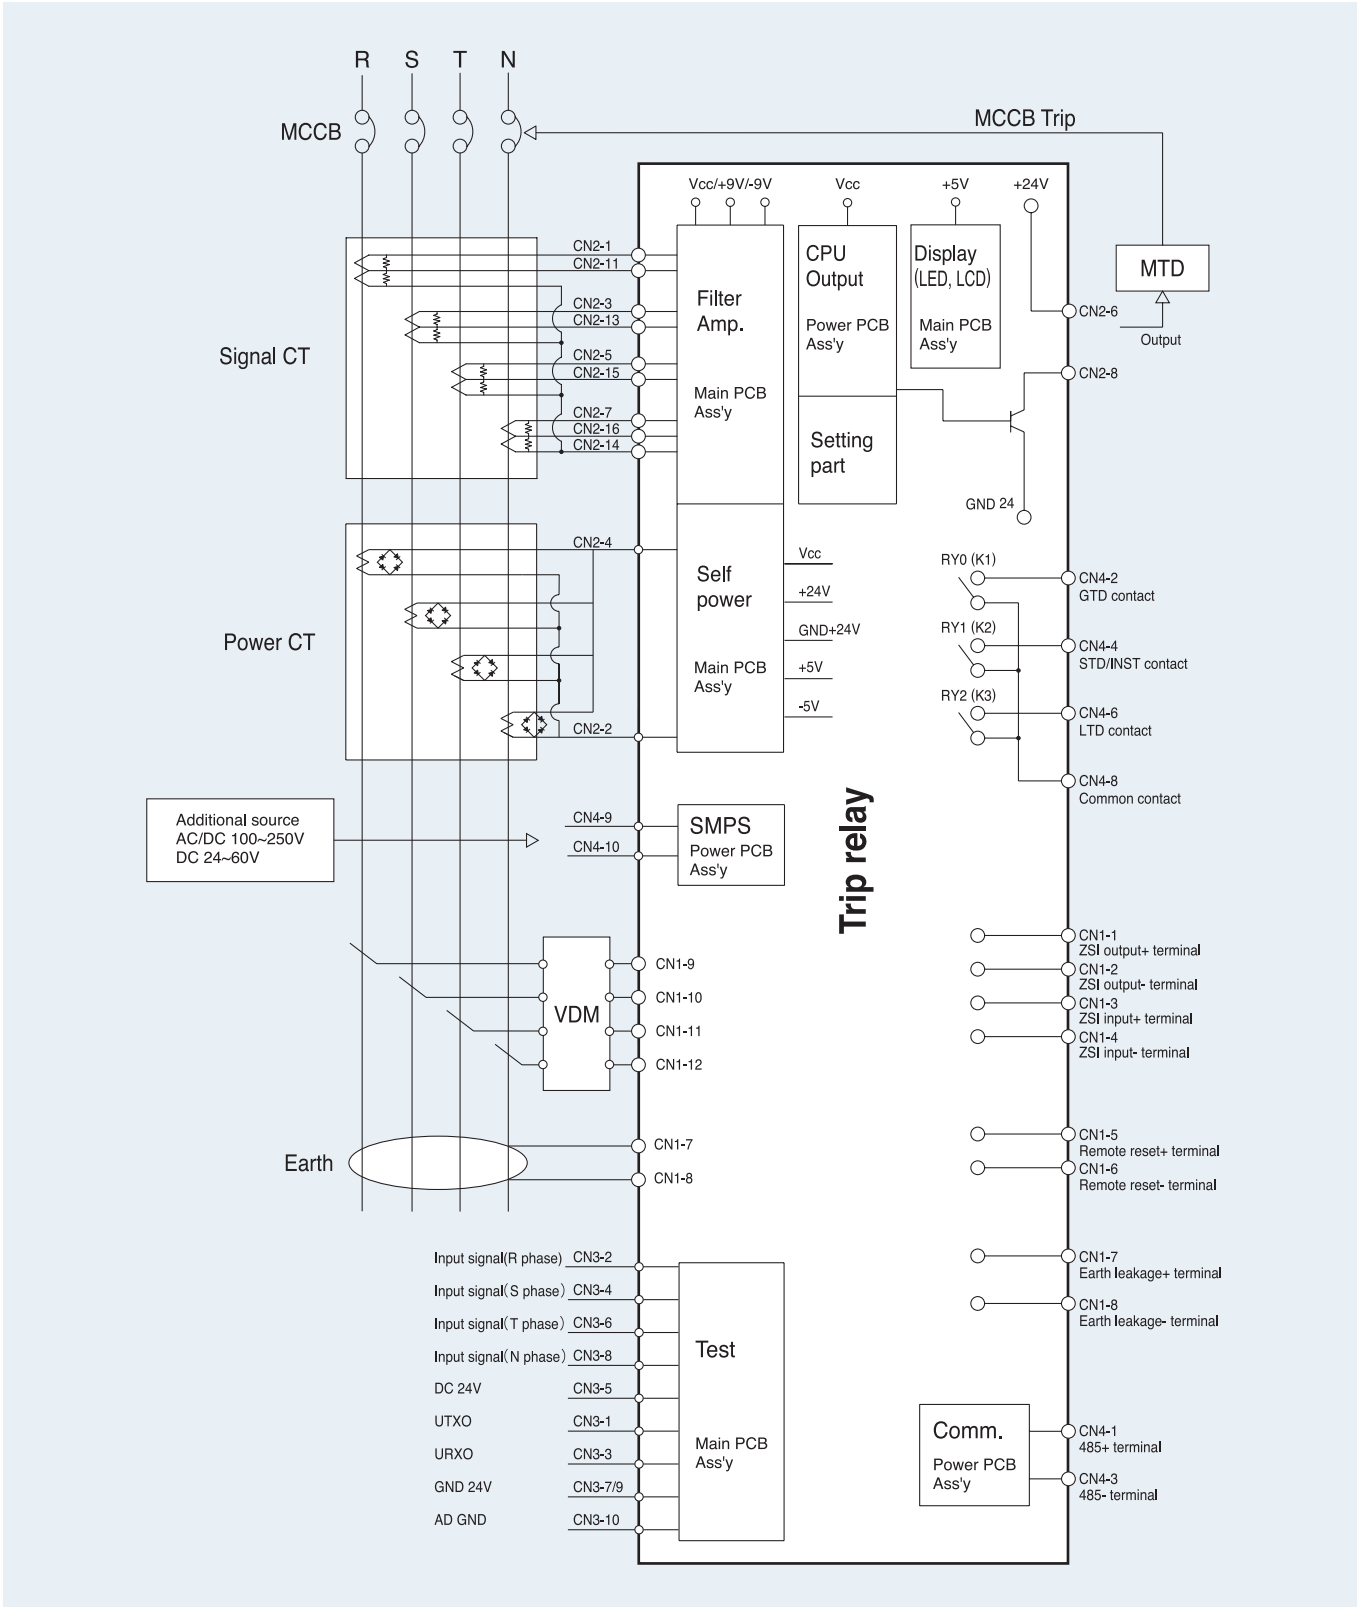 R S T N
MCCB
MCCB Trip
Vcc/+9V/-9V
Vcc
+5V
+24V
CN2-1
CN2-11
CN2-3
CN2-13
CN2-5
CN2-15
CN2-7
CN2-16
CN2-14
Signal CT
Filter
Amp.
Main PCB
Ass'y
CPU
Output
Power PCB
Ass'y
Setting
part
Display
(LED, LCD)
Main PCB
Ass'y
MTD
Output
CN2-6
CN2-8
GND 24
Power CT
CN2-4
CN2-2
Self
power
Main PCB
Ass'y
Vcc
+24V
GND+24V
+5V
-5V
RY0 (K1)
CN4-2
GTD contact
RY1 (K2)
CN4-4
STD/INST contact
RY2 (K3)
CN4-6
LTD contact
CN4-8
Common contact
Additional source
AC/DC 100~250V
DC 24~60V
CN4-9
CN4-10
SMPS
Power PCB
Ass'y
Trip relay
VDM
CN1-9
CN1-10
CN1-11
CN1-12
CN1-1
ZSI output+ terminal
CN1-2
ZSI output- terminal
CN1-3
ZSI input+ terminal
CN1-4
ZSI input- terminal
Earth
CN1-7
CN1-8
CN1-5
Remote reset+ terminal
CN1-6
Remote reset- terminal
CN1-7
Earth leakage+ terminal
CN1-8
Earth leakage- terminal
Input signal(R phase) CN3-2
Input signal(S phase) CN3-4
Input signal(T phase) CN3-6
Input signal(N phase) CN3-8
DC 24V CN3-5
UTXO CN3-1
URXO CN3-3
GND 24V CN3-7/9
AD GND CN3-10
Test
Main PCB
Ass'y
Comm.
Power PCB
Ass'y
CN4-1
485+ terminal
CN4-3
485- terminal